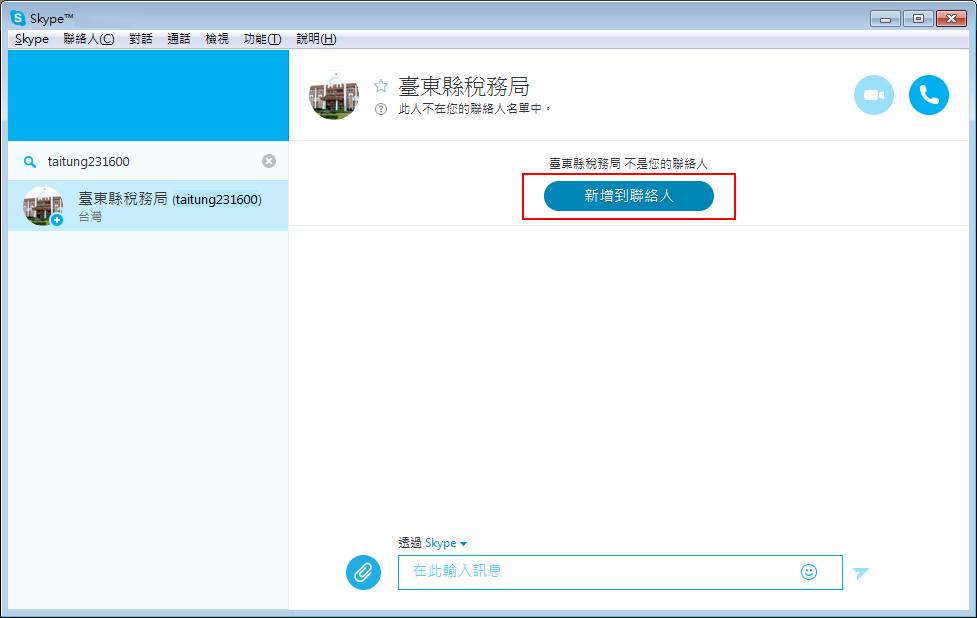 Skype™
Skype 聯絡人(C) 對話 通話 檢視 功能(T) 說明(H)
臺東縣稅務局
此人不在您的聯絡人名單中。
taitung231600
臺東縣稅務局 (taitung231600)
台灣
臺東縣稅務局 不是您的聯絡人
新增到聯絡人
透過 Skype
在此輸入訊息